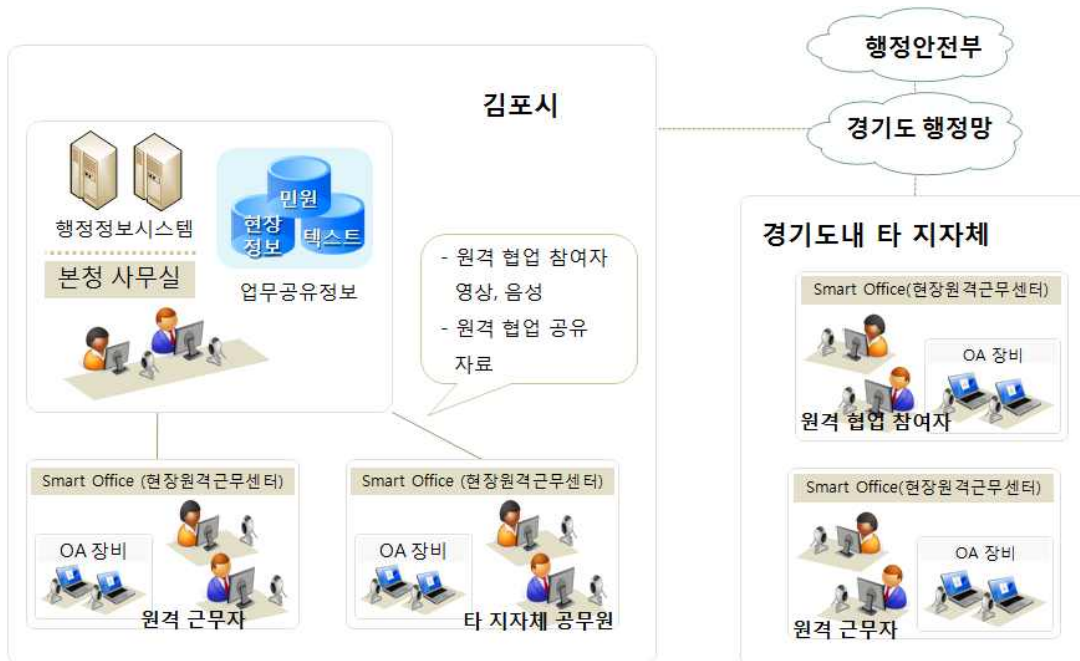 행정안전부
경기도 행정망
김포시
행정정보시스템
본청 사무실
민원
현장
정보
텍스트
업무공유정보
- 원격 협업 참여자
영상, 음성
- 원격 협업 공유
자료
Smart Office (현장원격근무센터)
OA 장비
원격 근무자
Smart Office (현장원격근무센터)
OA 장비
타 지자체 공무원
경기도내 타 지자체
Smart Office(현장원격근무센터)
OA 장비
원격 협업 참여자
Smart Office(현장원격근무센터)
OA 장비
원격 근무자